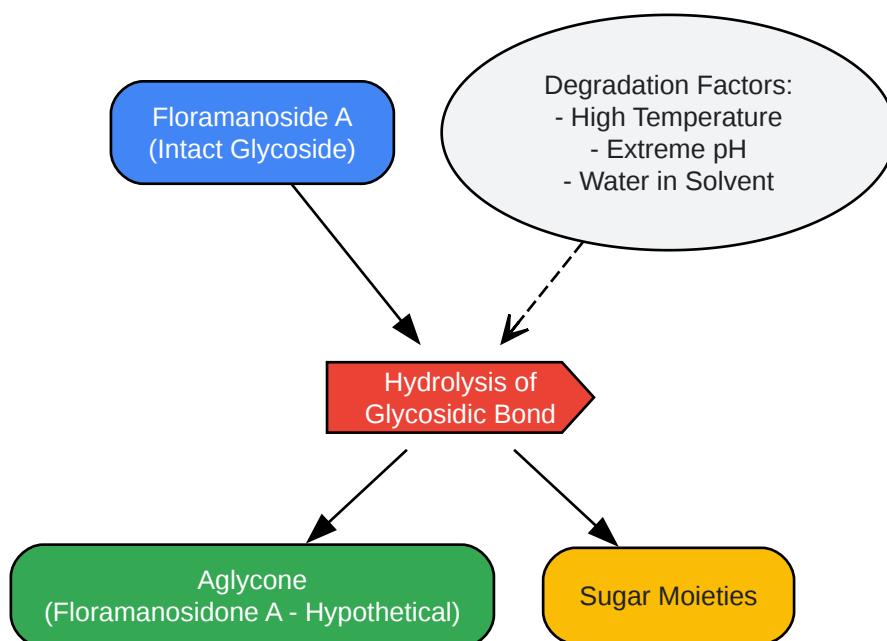 Floramanoside A
(Intact Glycoside)
Degradation Factors:
- High Temperature
- Extreme pH
- Water in Solvent
Hydrolysis of
Glycosidic Bond
Aglycone
(Floramanosidone A - Hypothetical)
Sugar Moieties